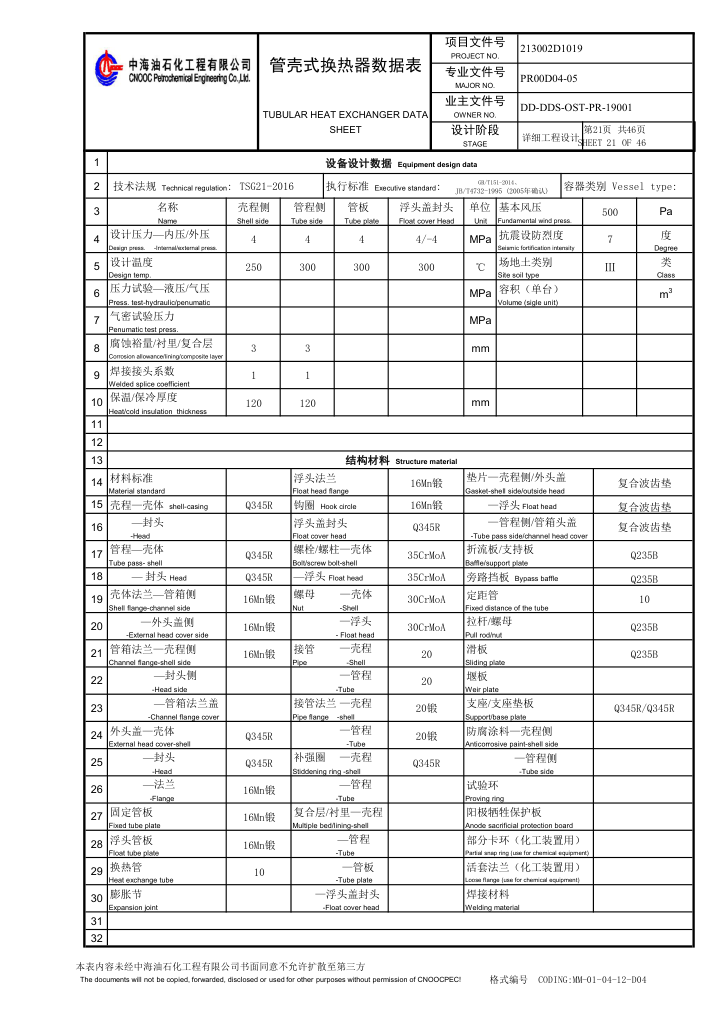 中海油石化工程有限公司
CNOOC Petrochemical Engineering Co.,Ltd.
管壳式换热器数据表
TUBULAR HEAT EXCHANGER DATA
SHEET
项目文件号
PROJECT NO.
213002D1019
专业文件号
MAJOR NO.
PR00D04-05
业主文件号
OWNER NO.
DD-DDS-OST-PR-19001
设计阶段
STAGE
详细工程设计
第21页 共46页
SHEET 21 OF 46
1 设备设计数据 Equipment design data
2 技术法规 Technical regulation: TSG21-2016 执行标准 Executive standard: GB/T151-2014、
JB/T4732-1995（2005年确认） 容器类别 Vessel type:
3 名称 壳程侧 管程侧 管板 浮头盖封头 单位 基本风压 500 Pa
Name Shell side Tube side Tube plate Float cover Head Unit Fundamental wind press.
4 设计压力—内压/外压 4 4 4 4/-4 MPa 抗震设防烈度 7 度
Design press. -Internal/external press. Seismic fortification intensity Degree
5 设计温度 250 300 300 300 ℃ 场地土类别 Ⅲ 类
Design temp. Site soil type Class
6 压力试验—液压/气压 MPa 容积（单台） m3
Press. test-hydraulic/penumatic Volume (sigle unit)
7 气密试验压力 MPa
Penumatic test press.
8 腐蚀裕量/衬里/复合层 3 3 mm
Corrosion allowance/lining/composite layer
9 焊接接头系数 1 1
Welded splice coefficient
10 保温/保冷厚度 120 120 mm
Heat/cold insulation thickness
11
12
13 结构材料 Structure material
14 材料标准 浮头法兰 16Mn锻 垫片—壳程侧/外头盖 复合波齿垫
Material standard Float head flange Gasket-shell side/outside head
15 壳程—壳体 shell-casing Q345R 钩圈 Hook circle 16Mn锻 —浮头 Float head 复合波齿垫
16 —封头 浮头盖封头 Q345R —管程侧/管箱头盖 复合波齿垫
-Head Float cover head -Tube pass side/channel head cover
17 管程—壳体 Q345R 螺栓/螺柱—壳体 35CrMoA 折流板/支持板 Q235B
Tube pass- shell Bolt/screw bolt-shell Baffle/support plate
18 — 封头 Head Q345R —浮头 Float head 35CrMoA 旁路挡板 Bypass baffle Q235B
19 壳体法兰—管箱侧 16Mn锻 螺母 —壳体 30CrMoA 定距管 10
Shell flange-channel side Nut -Shell Fixed distance of the tube
20 —外头盖侧 16Mn锻 —浮头 30CrMoA 拉杆/螺母 Q235B
-External head cover side - Float head Pull rod/nut
21 管箱法兰—壳程侧 16Mn锻 接管 —壳程 20 滑板 Q235B
Channel flange-shell side Pipe -Shell Sliding plate
22 —封头侧 —管程 20 堰板
-Head side -Tube Weir plate
23 —管箱法兰盖 接管法兰 —壳程 20锻 支座/支座垫板 Q345R/Q345R
-Channel flange cover Pipe flange -shell Support/base plate
24 外头盖—壳体 Q345R —管程 20锻 防腐涂料—壳程侧
External head cover-shell -Tube Anticorrosive paint-shell side
25 —封头 Q345R 补强圈 —壳程 Q345R —管程侧
-Head Stiddening ring -shell -Tube side
26 —法兰 16Mn锻 —管程 试验环
-Flange -Tube Proving ring
27 固定管板 16Mn锻 复合层/衬里—壳程 阳极牺牲保护板
Fixed tube plate Multiple bed/lining-shell Anode sacrificial protection board
28 浮头管板 16Mn锻 —管程 部分卡环（化工装置用）
Float tube plate -Tube Partial snap ring (use for chemical equipment)
29 换热管 10 —管板 活套法兰（化工装置用）
Heat exchange tube -Tube plate Loose flange (use for chemical equipment)
30 膨胀节 —浮头盖封头 焊接材料
Expansion joint -Float cover head Welding material
31
32
本表内容未经中海油石化工程有限公司书面同意不允许扩散至第三方
The documents will not be copied, forwarded, disclosed or used for other purposes without permission of CNOOCPEC! 格式编号 CODING:MM-01-04-12-D04